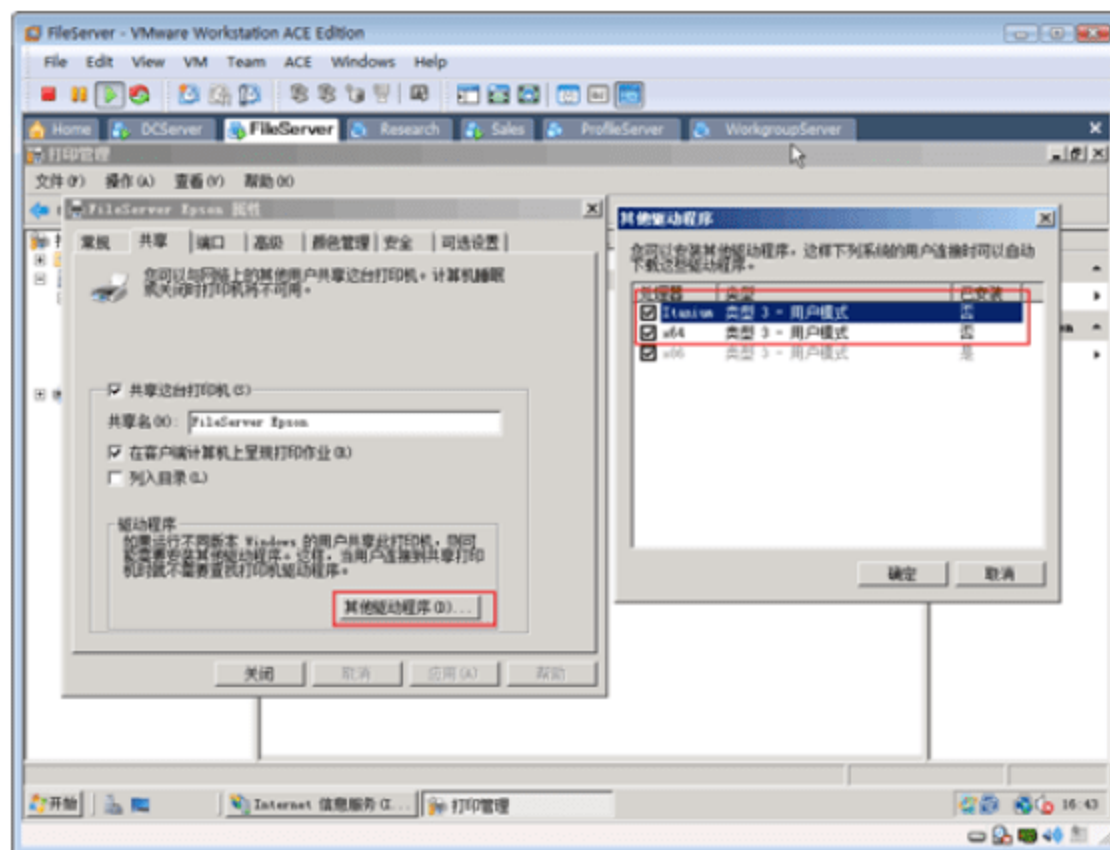 FileServer - VMware Workstation ACE Edition
File Edit View VM Team ACE Windows Help
Home DCServer FileServer Research Sales ProfileServer WorkgroupServer
打印管理
文件(F) 操作(A) 查看(V) 帮助(H)
FileServer Epson 属性
常规 共享 端口 高级 颜色管理 安全 可选设置
您可以与网络上的其他用户共享这台打印机。计算机睡眠
或关闭时打印机将不可用。
共享这台打印机(S)
共享名(H): FileServer Epson
在客户端计算机上呈现打印作业(R)
列入目录(L)
驱动程序
如果运行不同版本 Windows 的用户共享此打印机，则可
能需要安装其他驱动程序。这样，当用户连接到共享打印
机时就不需要查找打印机驱动程序。
其他驱动程序(D)...
关闭 取消 应用(A) 帮助
其他驱动程序
您可以安装其他驱动程序，这样下列系统的用户连接时可以自动
下载这些驱动程序。
处理器 类型 已安装
Itanium 类型 3 - 用户模式 否
x64 类型 3 - 用户模式 否
x86 类型 3 - 用户模式 是
确定 取消
开始 Internet 信息服务(I... 打印管理 16:43